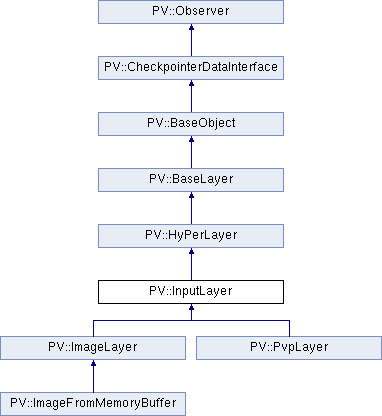 PV::Observer
PV::CheckpointerDataInterface
PV::BaseObject
PV::BaseLayer
PV::HyPerLayer
PV::InputLayer
PV::ImageLayer
PV::PvpLayer
PV::ImageFromMemoryBuffer